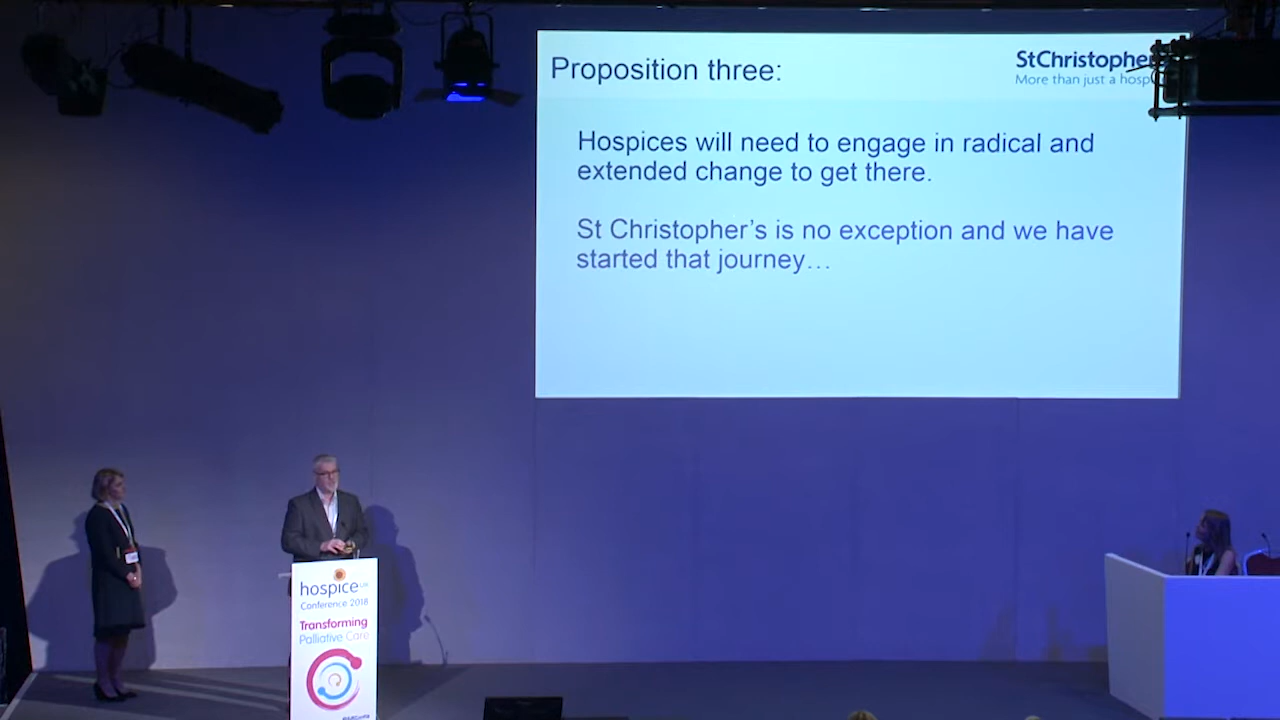 Proposition three:
StChristopher
More than just a hosp
Hospices will need to engage in radical and
extended change to get there.
St Christopher's is no exception and we have
started that journey…
hospice UK
Conference 2018
Transforming
Palliative Care